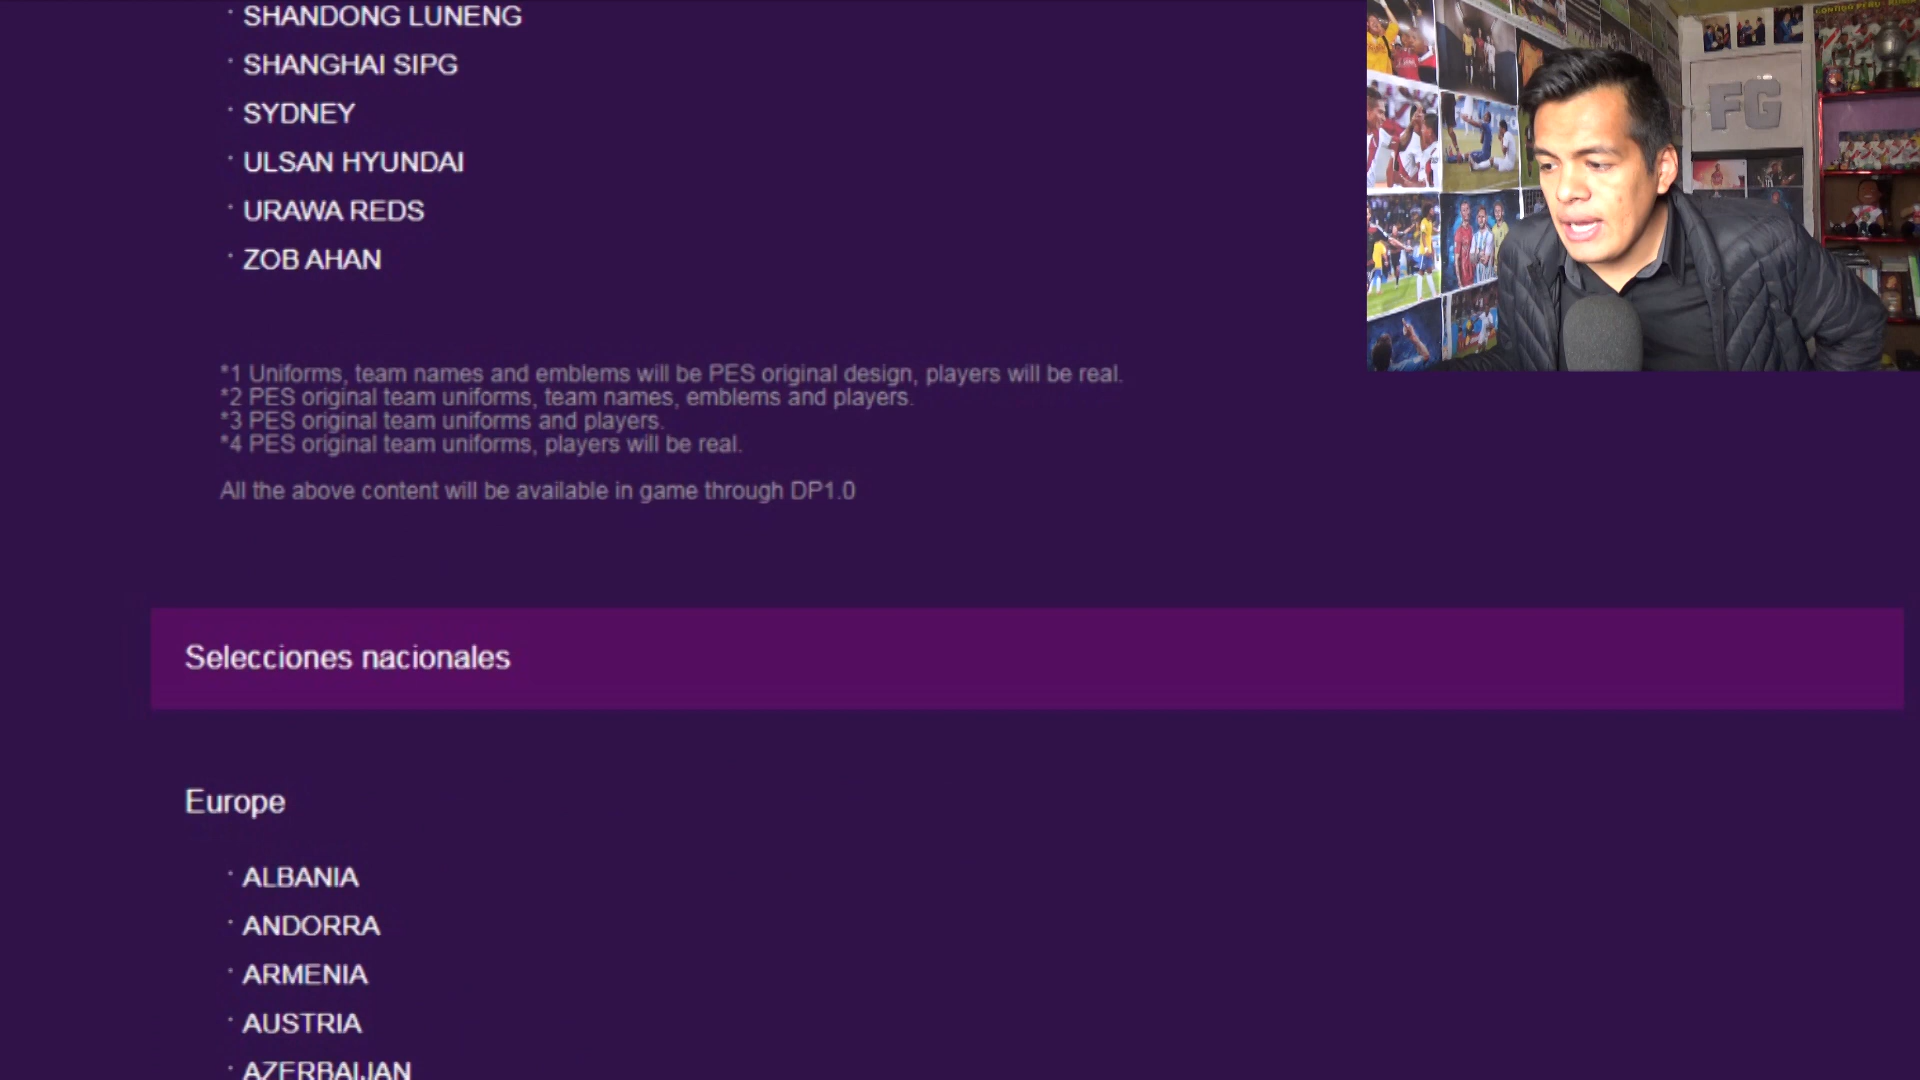 SHANDONG LUNENG
SHANGHAI SIPG
SYDNEY
ULSAN HYUNDAI
URAWA REDS
ZOB AHAN
*1 Uniforms, team names and emblems will be PES original design, players will be real.
*2 PES original team uniforms, team names, emblems and players.
*3 PES original team uniforms and players.
*4 PES original team uniforms, players will be real.
All the above content will be available in game through DP1.0
Selecciones nacionales
Europe
ALBANIA
ANDORRA
ARMENIA
AUSTRIA
AZERBAIJAN
FG